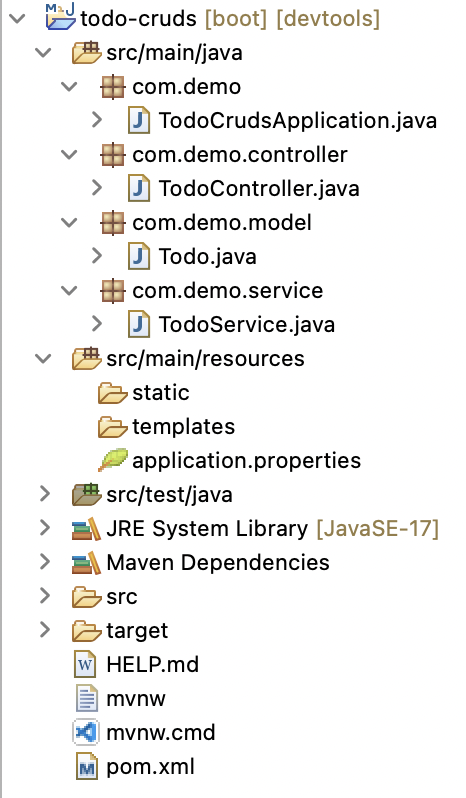 todo-cruds [boot] [devtools]
src/main/java
com.demo
TodoCrudsApplication.java
com.demo.controller
TodoController.java
com.demo.model
Todo.java
com.demo.service
TodoService.java
src/main/resources
static
templates
application.properties
src/test/java
JRE System Library [JavaSE-17]
Maven Dependencies
src
target
HELP.md
mvnw
mvnw.cmd
pom.xml